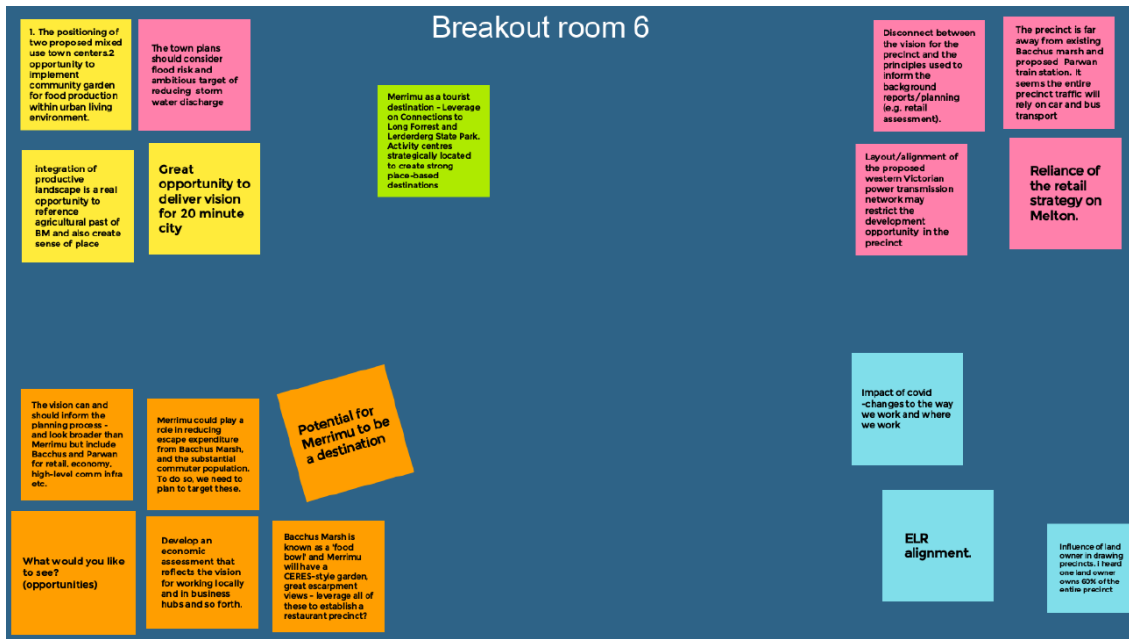 Breakout room 6
1. The positioning of
two proposed mixed
use town centers.2
opportunity to
implement
community garden
for food production
within urban living
environment.
The town plans
should consider
flood risk and
ambitious target of
reducing storm
water discharge
Merrimu as a tourist
destination - Leverage
on Connections to
Long Forrest and
Lerderderg State Park.
Activity centres
strategically located
to create strong
place-based
destinations
Disconnect between
the vision for the
precinct and the
principles used to
inform the
background
reports/planning
(e.g. retail
assessment).
The precinct is far
away from existing
Bacchus marsh and
proposed Parwan
train station. It
seems the entire
precinct traffic will
rely on car and bus
transport
Integration of
productive
landscape is a real
opportunity to
reference
agricultural past of
BM and also create
sense of place
Great
opportunity to
deliver vision
for 20 minute
city
Layout/alignment of
the proposed
western Victorian
power transmission
network may
restrict the
development
opportunity in the
precinct
Reliance of
the retail
strategy on
Melton.
The vision can and
should inform the
planning process -
and look broader than
Merrimu but include
Bacchus and Parwan
for retail, economy,
high-level comm infra
etc.
Merrimu could play a
role in reducing
escape expenditure
from Bacchus Marsh,
and the substantial
commuter population.
To do so, we need to
plan to target these.
Potential for
Merrimu to be
a destination
Impact of covid
-changes to the way
we work and where
we work
What would you like
to see?
(opportunities)
Develop an
economic
assessment that
reflects the vision
for working locally
and in business
hubs and so forth.
Bacchus Marsh is
known as a 'food
bowl' and Merrimu
will have a
CERES-style garden,
great escarpment
views - leverage all of
these to establish a
restaurant precinct?
ELR
alignment.
Influence of land
owner in drawing
precincts. I heard
one land owner
owns 60% of the
entire precinct